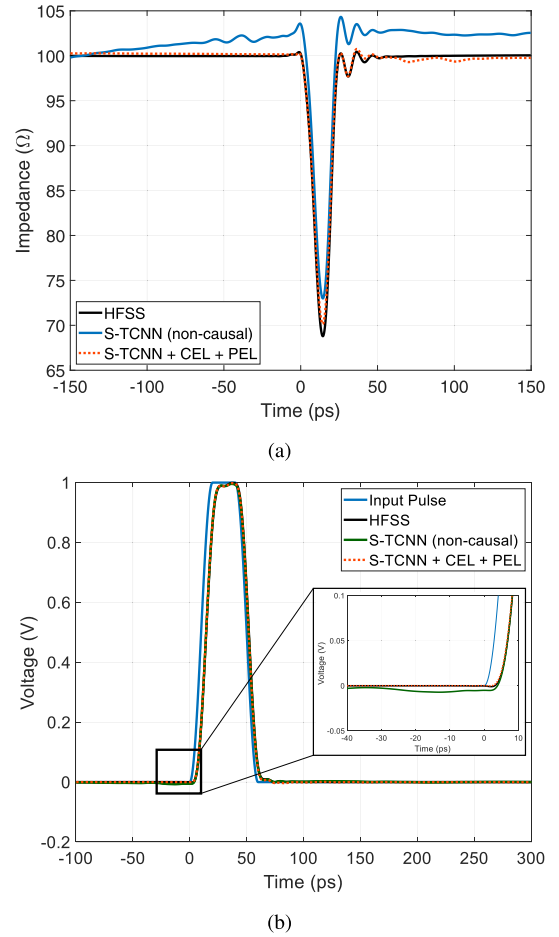 105
100
95
90
85
80
75
70
65
Impedance (Ω)
HFSS
S-TCNN (non-causal)
S-TCNN + CEL + PEL
-150 -100 -50 0 50 100 150
Time (ps)
(a)
1
0.8
0.6
0.4
0.2
0
-0.2
Voltage (V)
Input Pulse
HFSS
S-TCNN (non-causal)
S-TCNN + CEL + PEL
0.1
0.05
0
-0.05
Voltage (V)
-40 -30 -20 -10 0 10
Time (ps)
-100 -50 0 50 100 150 200 250 300
Time (ps)
(b)